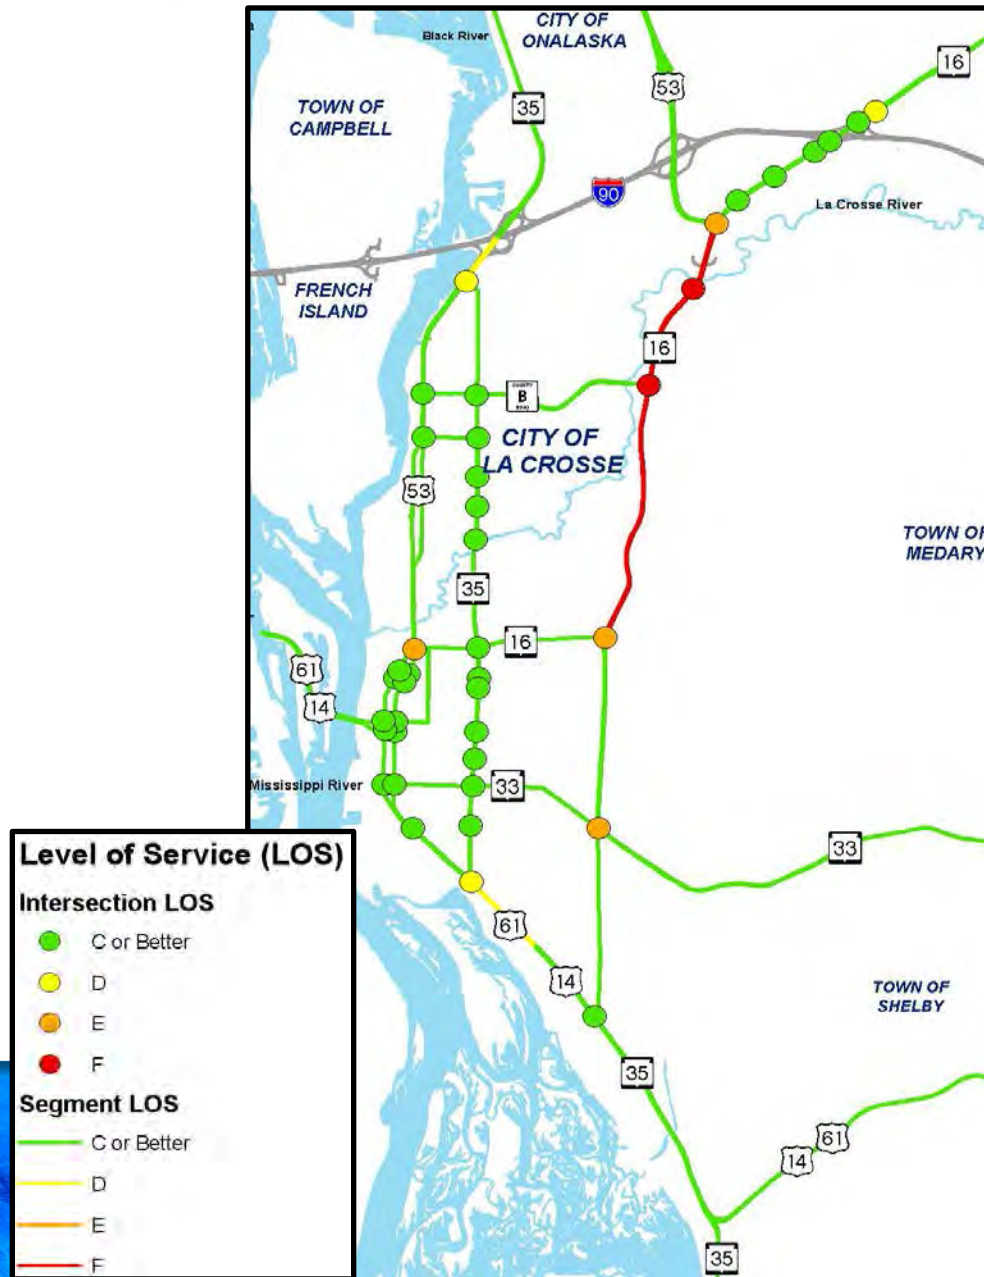 CITY OF
ONALASKA
Black River
16
53
35
TOWN OF
CAMPBELL
90
La Crosse River
FRENCH
ISLAND
16
COUNTY
B
CITY OF
LA CROSSE
53
TOWN OF
MEDARY
35
16
61
14
Mississippi River
33
33
61
14
TOWN OF
SHELBY
35
61
14
35
Level of Service (LOS)
Intersection LOS
C or Better
D
E
F
Segment LOS
C or Better
D
E
F